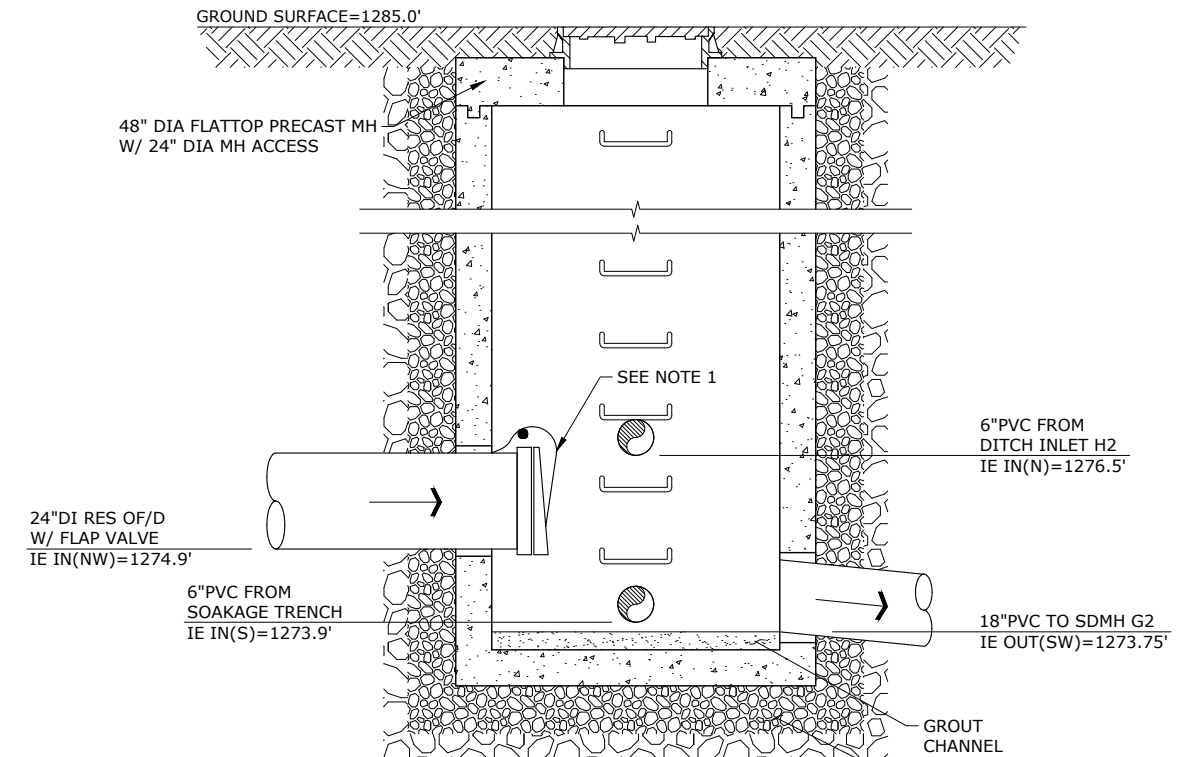 GROUND SURFACE=1285.0'
48" DIA FLATTOP PRECAST MH
W/ 24" DIA MH ACCESS
SEE NOTE 1
6"PVC FROM
DITCH INLET H2
IE IN(N)=1276.5'
24"DI RES OF/D
W/ FLAP VALVE
IE IN(NW)=1274.9'
6"PVC FROM
SOAKAGE TRENCH
IE IN(S)=1273.9'
18"PVC TO SDMH G2
IE OUT(SW)=1273.75'
GROUT
CHANNEL